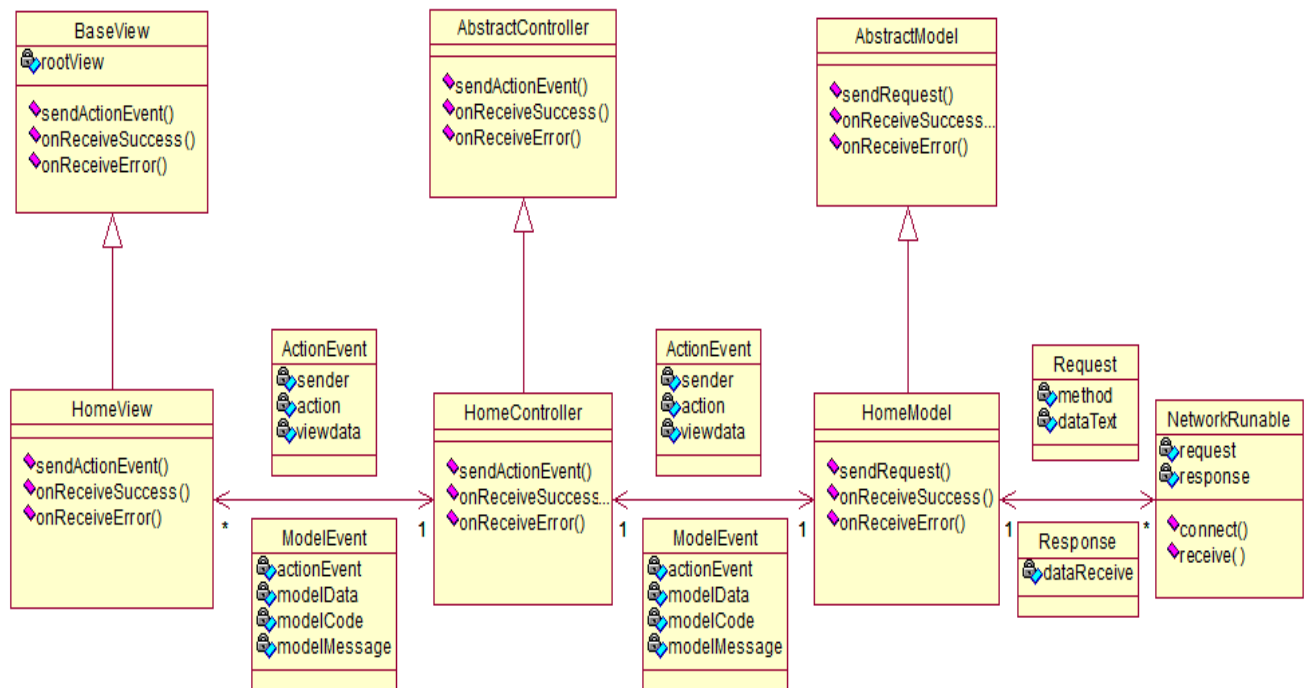 BaseView
rootView
sendActionEvent()
onReceiveSuccess()
onReceiveError()
AbstractController
sendActionEvent()
onReceiveSuccess()
onReceiveError()
AbstractModel
sendRequest()
onReceiveSuccess...
onReceiveError()
HomeView
sendActionEvent()
onReceiveSuccess()
onReceiveError()
ActionEvent
sender
action
viewdata
*
1
ModelEvent
actionEvent
modelData
modelCode
modelMessage
HomeController
sendActionEvent()
onReceiveSuccess...
onReceiveError()
ActionEvent
sender
action
viewdata
1
1
ModelEvent
actionEvent
modelData
modelCode
modelMessage
HomeModel
sendRequest()
onReceiveSuccess()
onReceiveError()
Request
method
dataText
1
*
Response
dataReceive
NetworkRunable
request
response
connect()
receive()